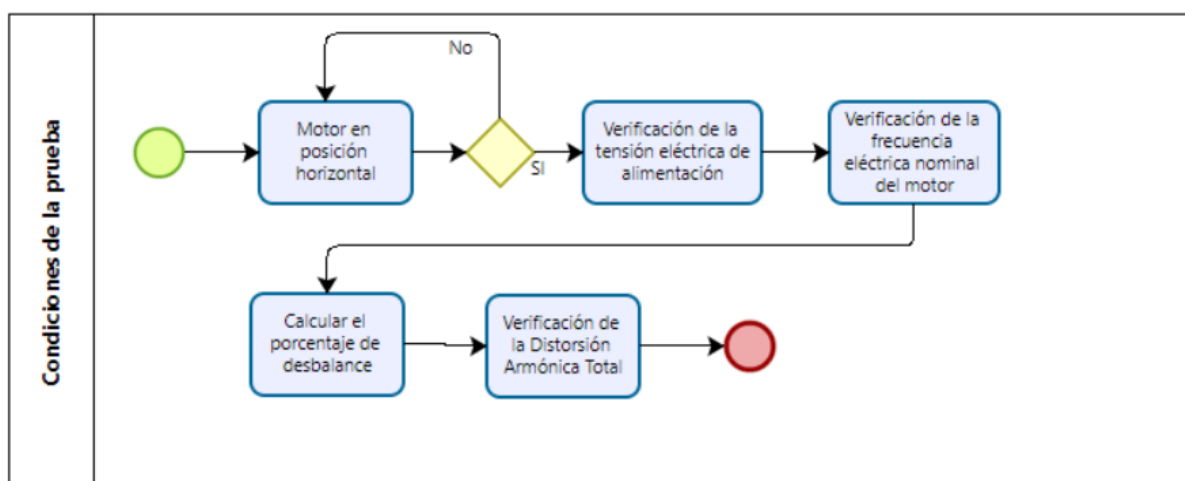 Condiciones de la prueba
No
Motor en
posición
horizontal
SI
Verificación de la
tensión eléctrica de
alimentación
Verificación de la
frecuencia
eléctrica nominal
del motor
Calcular el
porcentaje de
desbalance
Verificación de
la Distorsión
Armónica Total